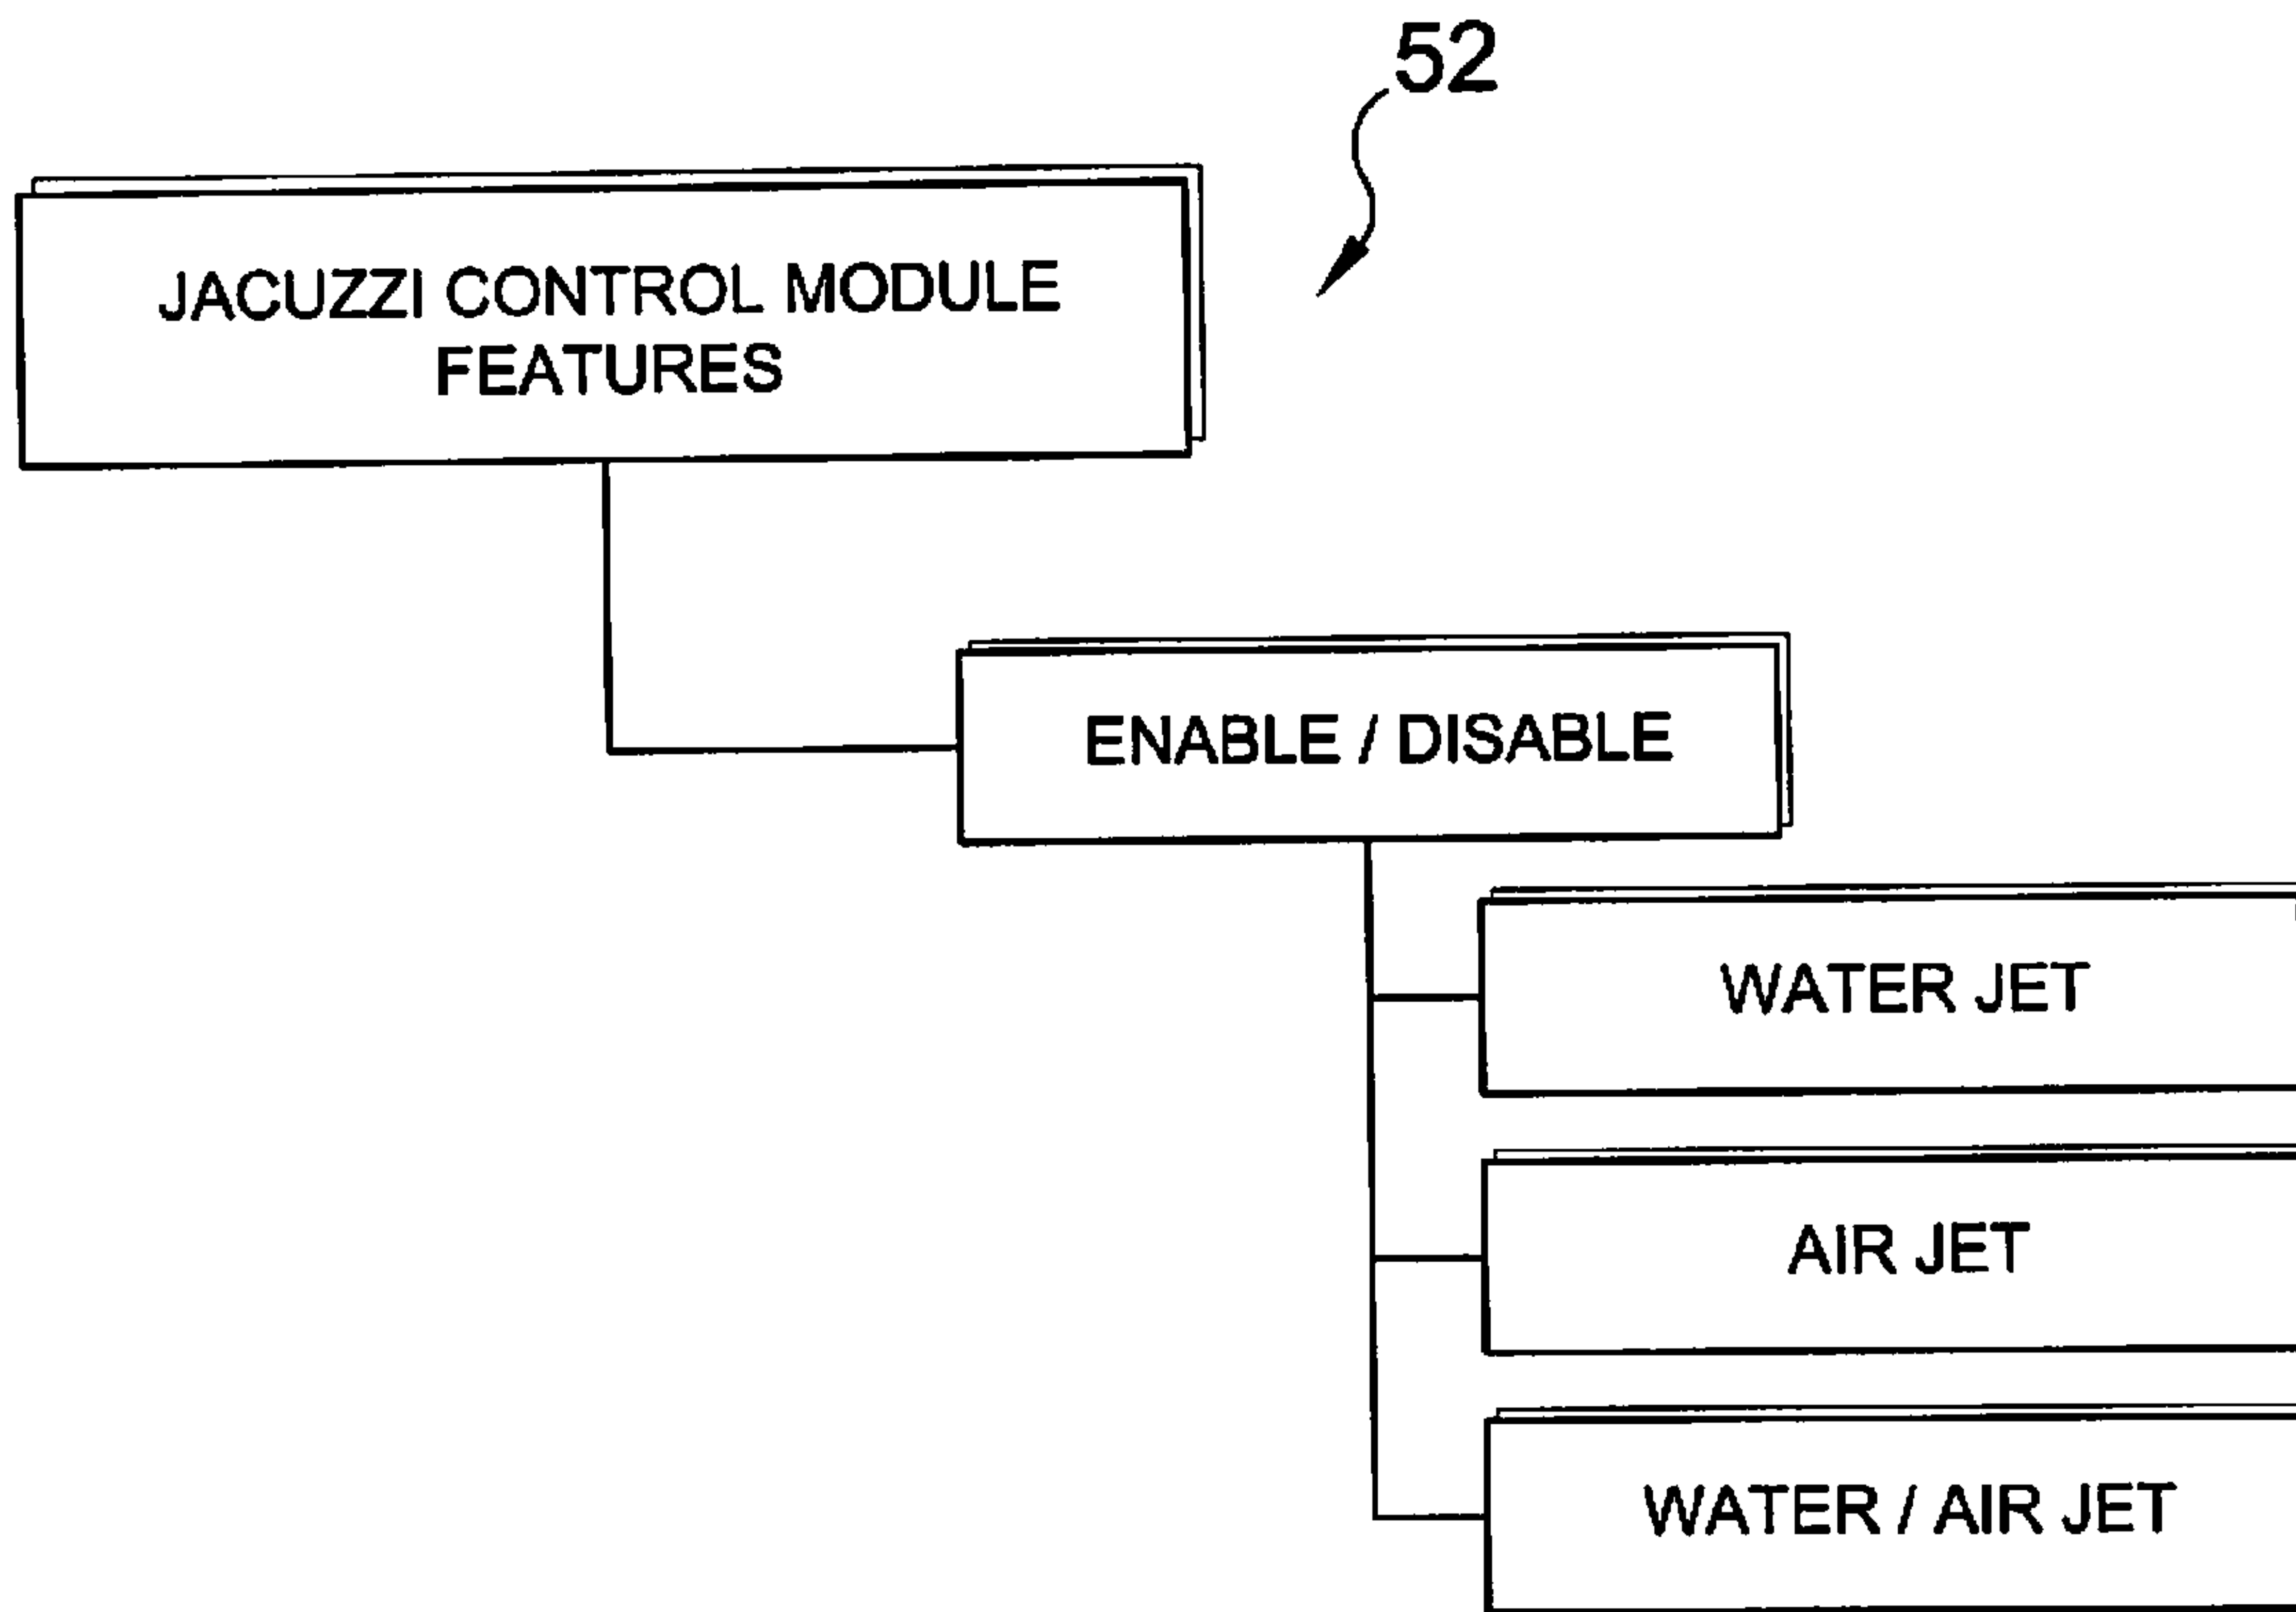 52
JACUZZI CONTROL MODULE
FEATURES
ENABLE / DISABLE
WATER JET
AIR JET
WATER / AIR JET